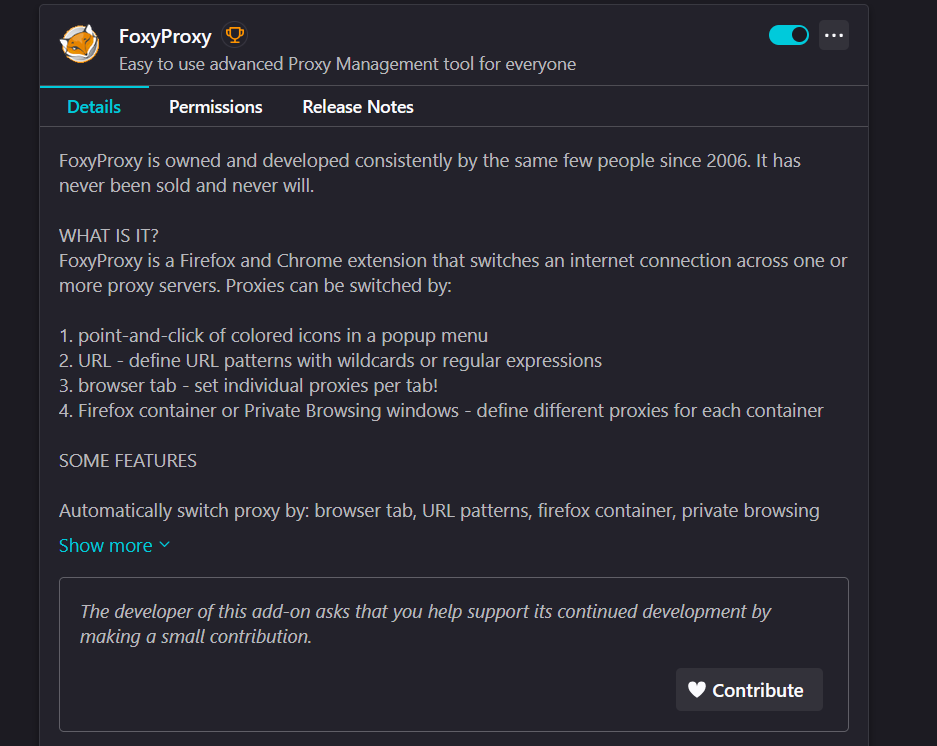 FoxyProxy
Easy to use advanced Proxy Management tool for everyone
Details Permissions Release Notes
FoxyProxy is owned and developed consistently by the same few people since 2006. It has
never been sold and never will.
WHAT IS IT?
FoxyProxy is a Firefox and Chrome extension that switches an internet connection across one or
more proxy servers. Proxies can be switched by:
1. point-and-click of colored icons in a popup menu
2. URL - define URL patterns with wildcards or regular expressions
3. browser tab - set individual proxies per tab!
4. Firefox container or Private Browsing windows - define different proxies for each container
SOME FEATURES
Automatically switch proxy by: browser tab, URL patterns, firefox container, private browsing
Show more
The developer of this add-on asks that you help support its continued development by
making a small contribution.
Contribute